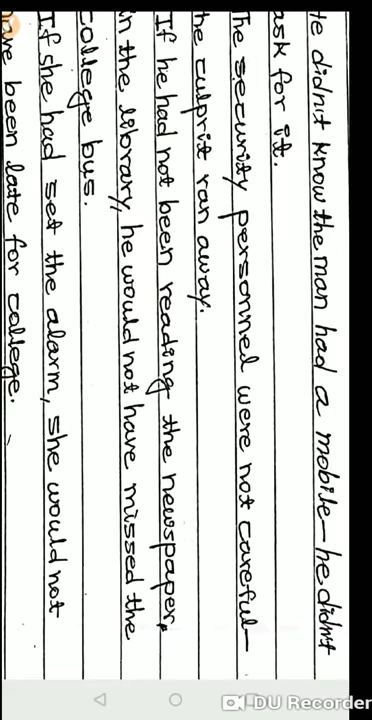 te didn't know the man had a mobile - he didn't
ask for it.
The security personnel were not careful -
he culprit ran away.
If he had not been reading the newspaper,
in the library, he would not have missed the
college bus.
If she had set the alarm, she would not
ave been late for college.
DU Recorder